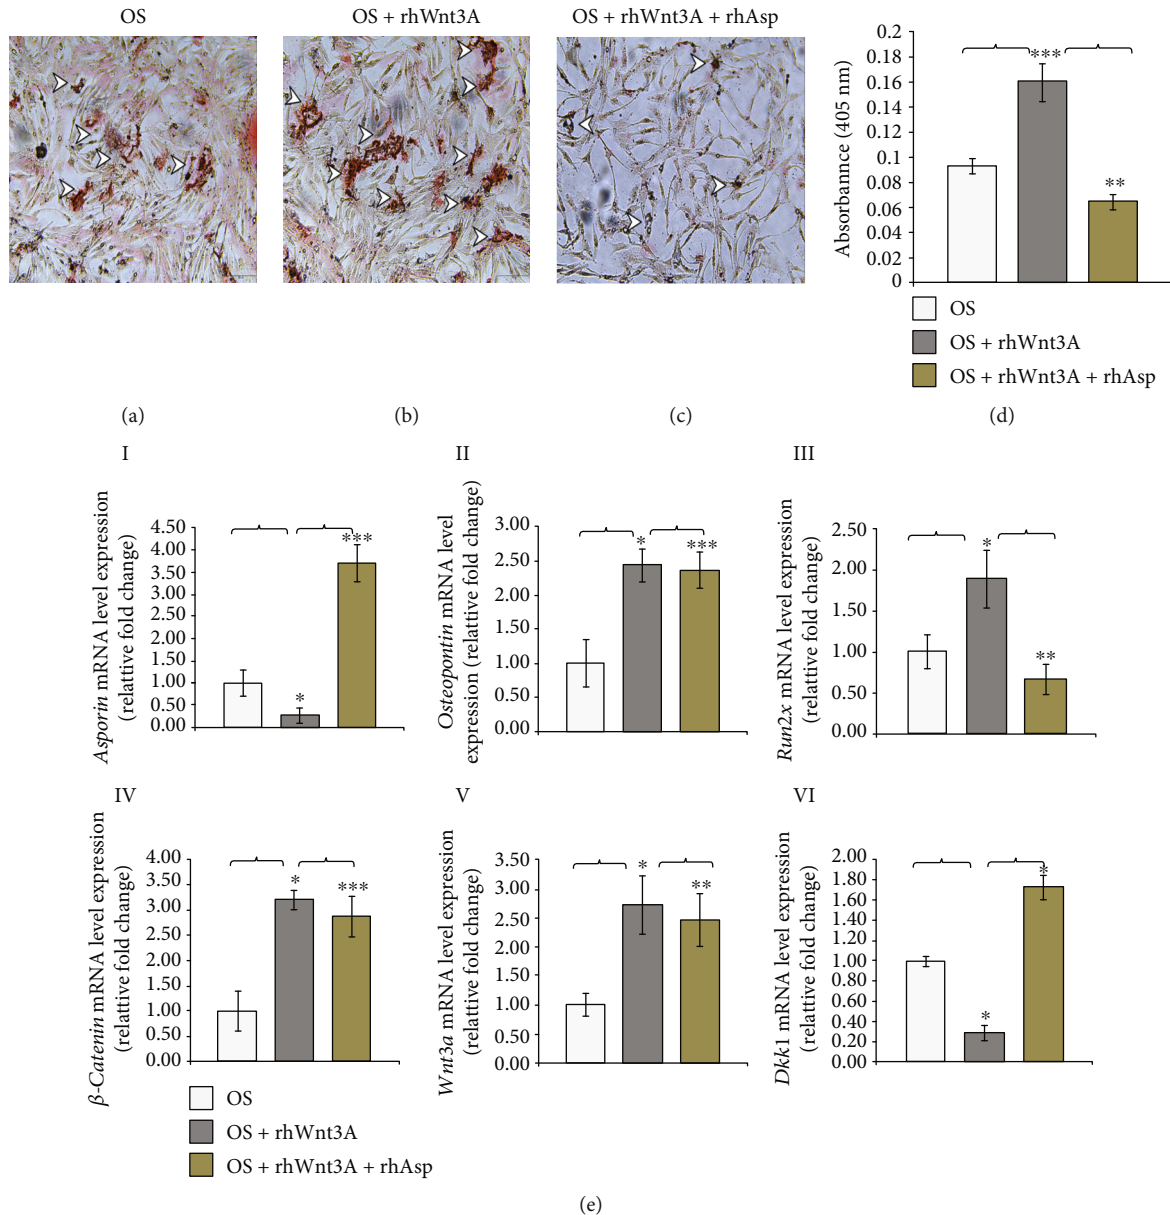 OS
OS + rhWnt3A
OS + rhWnt3A + rhAsp
(a)
(b)
(c)
Absorbannce (405 nm)
0.2
0.16
0.14
0.12
0.1
0.08
0.06
0.04
0.02
0
***
**
OS
OS + rhWnt3A
OS + rhWnt3A + rhAsp
(d)
I
Asporin mRNA level expression
(relattive fold change)
4.50
4.00
3.50
3.00
2.50
2.00
1.50
1.00
0.50
0.00
*
***
II
Osteopontin mRNA level
expression (relattive fold change)
3.00
2.50
2.00
1.50
1.00
0.50
0.00
*
***
III
Run2x mRNA level expression
(relattive fold change)
2.50
2.00
1.50
1.00
0.50
0.00
*
**
IV
β-Catenin mRNA level expression
(relattive fold change)
4.00
3.50
3.00
2.50
2.00
1.50
1.00
0.50
0.00
*
***
V
Wnt3a mRNA level expression
(relattive fold change)
3.50
3.00
2.50
2.00
1.50
1.00
0.50
0.00
*
**
VI
Dkk1 mRNA level expression
(relattive fold change)
2.00
1.80
1.60
1.40
1.20
1.00
0.80
0.60
0.40
0.20
0.00
*
*
OS
OS + rhWnt3A
OS + rhWnt3A + rhAsp
(e)